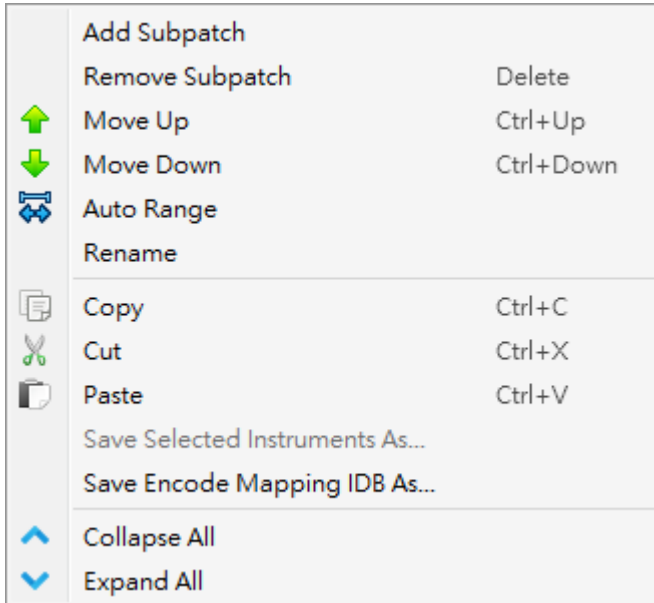 Add Subpatch
Remove Subpatch Delete
Move Up Ctrl+Up
Move Down Ctrl+Down
Auto Range
Rename
Copy Ctrl+C
Cut Ctrl+X
Paste Ctrl+V
Save Selected Instruments As...
Save Encode Mapping IDB As...
Collapse All
Expand All